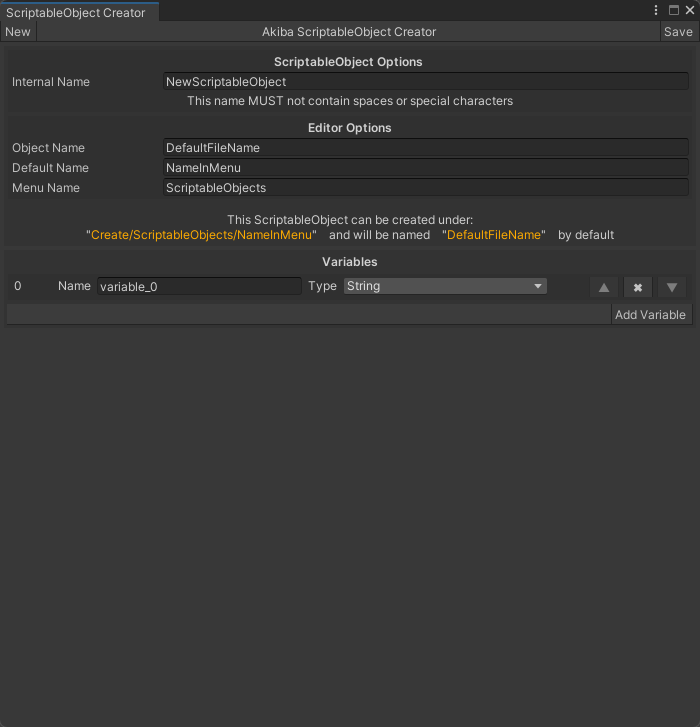 ScriptableObject Creator
New Akiba ScriptableObject Creator Save
ScriptableObject Options
Internal Name NewScriptableObject
This name MUST not contain spaces or special characters
Editor Options
Object Name DefaultFileName
Default Name NameInMenu
Menu Name ScriptableObjects
This ScriptableObject can be created under:
"Create/ScriptableObjects/NameInMenu" and will be named "DefaultFileName" by default
Variables
0 Name variable_0 Type String
Add Variable